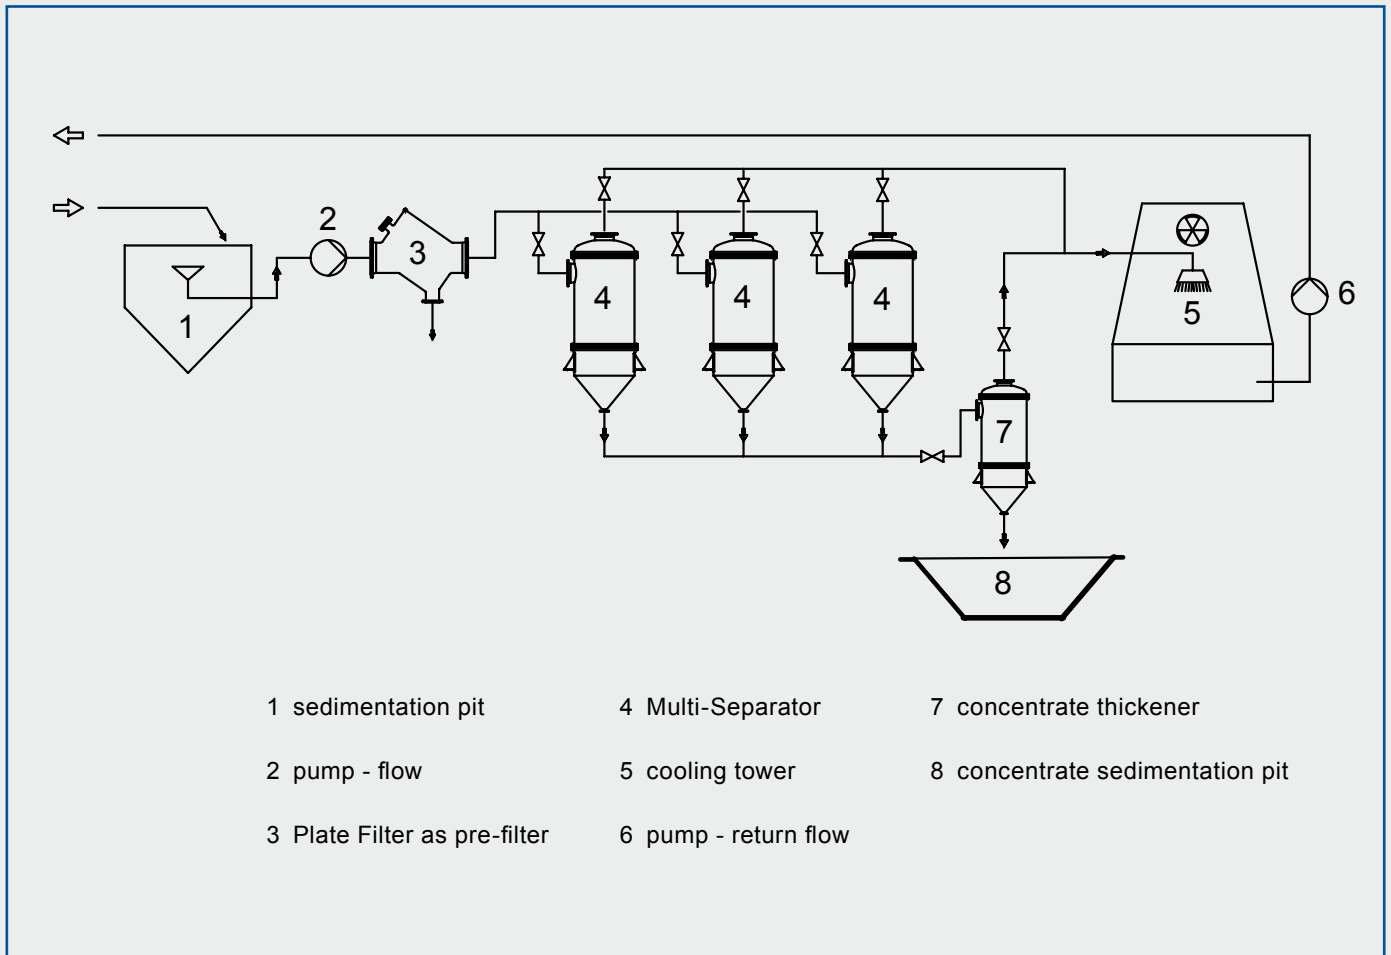 2
3
4 4 4
1
5
6
7
8
1 sedimentation pit
4 Multi-Separator
7 concentrate thickener
2 pump - flow
5 cooling tower
8 concentrate sedimentation pit
3 Plate Filter as pre-filter
6 pump - return flow